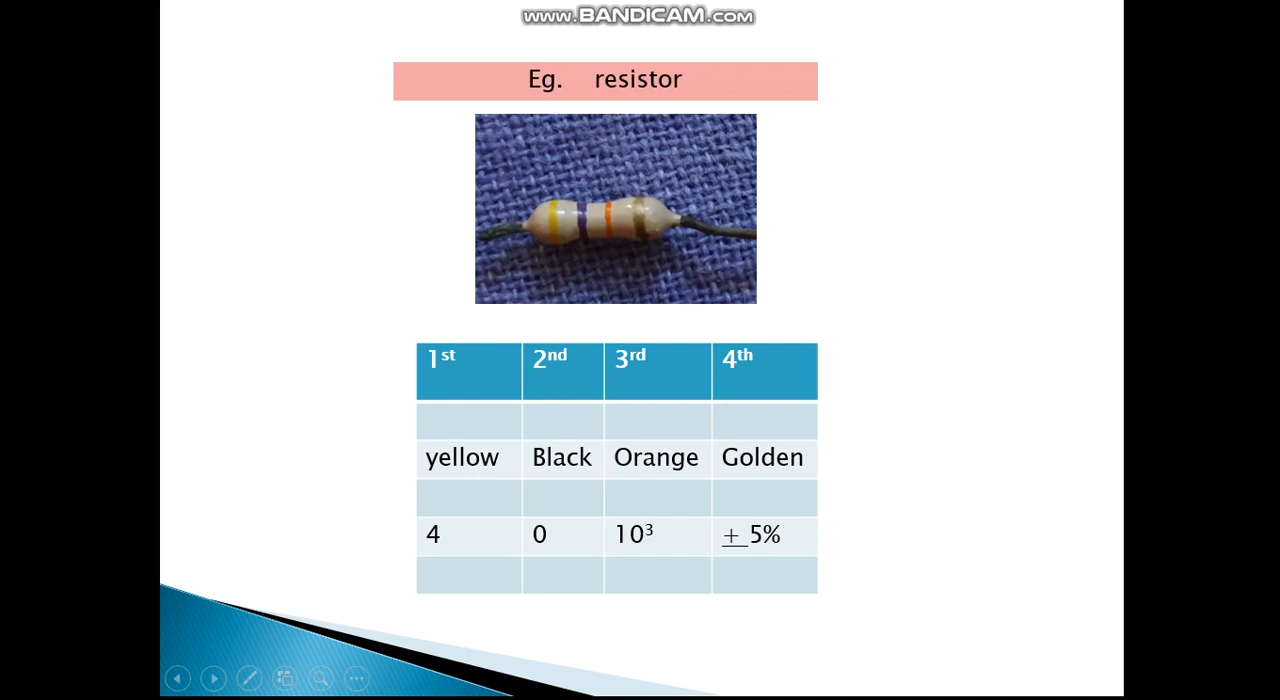 www.BANDICAM.com
Eg. resistor
1st 2nd 3rd 4th
yellow Black Orange Golden
4 0 10³ ± 5%